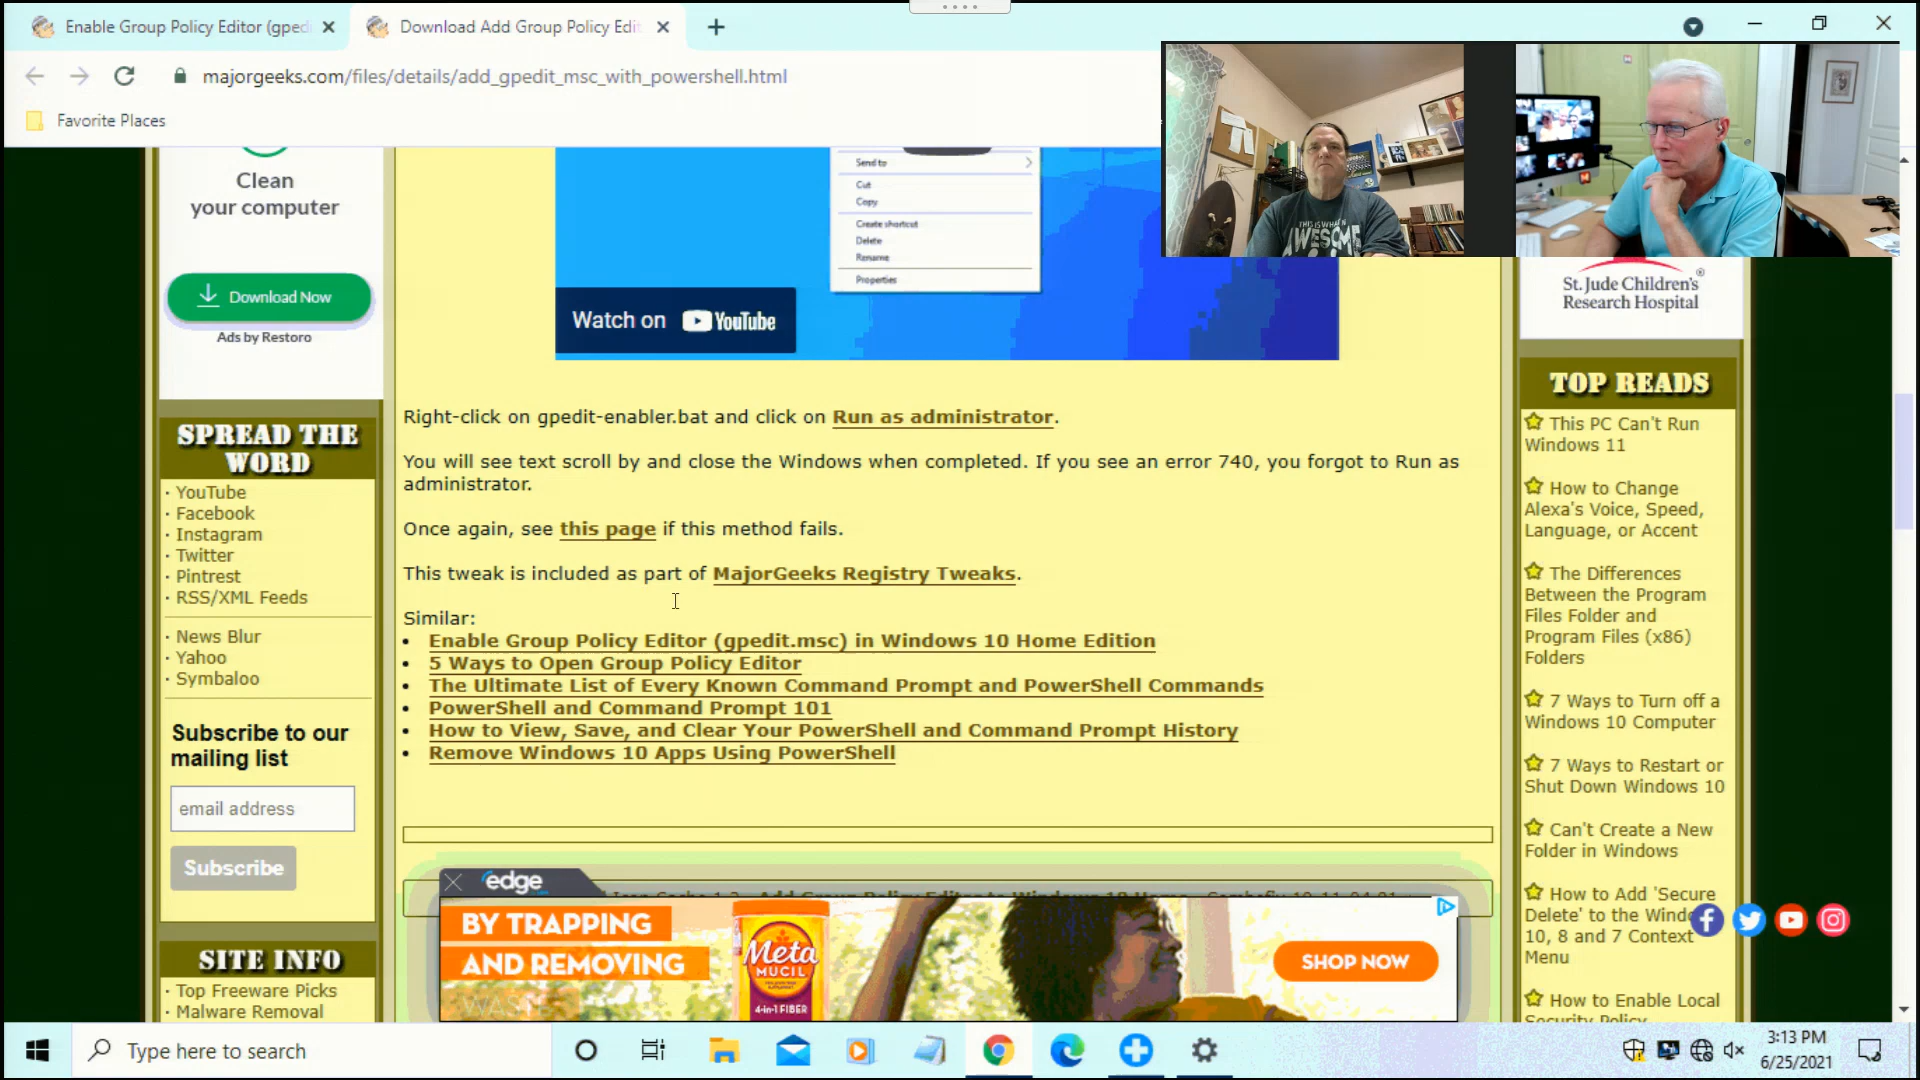 Enable Group Policy Editor (gped
Download Add Group Policy Edit
majorgeeks.com/files/details/add_gpedit_msc_with_powershell.html
Favorite Places
Clean
your computer
Download Now
Ads by Restoro
SPREAD THE
WORD
· YouTube
· Facebook
· Instagram
· Twitter
· Pintrest
· RSS/XML Feeds
· News Blur
· Yahoo
· Symbaloo
Subscribe to our
mailing list
email address
Subscribe
SITE INFO
· Top Freeware Picks
· Malware Removal
Send to
Cut
Copy
Create shortcut
Delete
Rename
Properties
Watch on YouTube
Right-click on gpedit-enabler.bat and click on Run as administrator.
You will see text scroll by and close the Windows when completed. If you see an error 740, you forgot to Run as
administrator.
Once again, see this page if this method fails.
This tweak is included as part of MajorGeeks Registry Tweaks.
Similar:
• Enable Group Policy Editor (gpedit.msc) in Windows 10 Home Edition
• 5 Ways to Open Group Policy Editor
• The Ultimate List of Every Known Command Prompt and PowerShell Commands
• PowerShell and Command Prompt 101
• How to View, Save, and Clear Your PowerShell and Command Prompt History
• Remove Windows 10 Apps Using PowerShell
edge
BY TRAPPING
AND REMOVING
WASTE
Meta
MUCIL
4-in-1 FIBER
SHOP NOW
THIS IS WHAT
AWESOME
St. Jude Children's
Research Hospital
®
TOP READS
This PC Can't Run
Windows 11
How to Change
Alexa's Voice, Speed,
Language, or Accent
The Differences
Between the Program
Files Folder and
Program Files (x86)
Folders
7 Ways to Turn off a
Windows 10 Computer
7 Ways to Restart or
Shut Down Windows 10
Can't Create a New
Folder in Windows
How to Add 'Secure
Delete' to the Windo
10, 8 and 7 Context
Menu
How to Enable Local
Security Policy
Type here to search
3:13 PM
6/25/2021